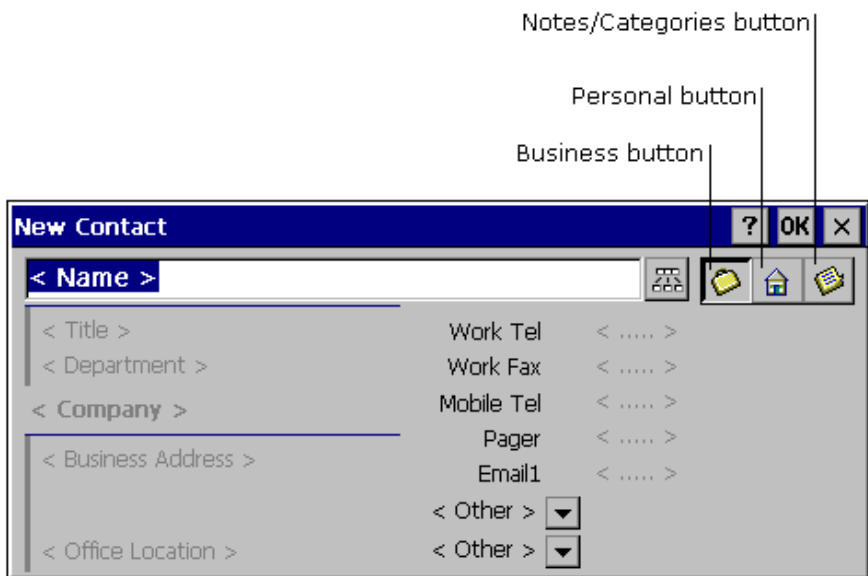 Notes/Categories button
Personal button
Business button
New Contact ? OK ×
< Name >
< Title > Work Tel < ..... >
< Department > Work Fax < ..... >
< Company > Mobile Tel < ..... >
Pager < ..... >
< Business Address > Email1 < ..... >
< Other >
< Office Location > < Other >